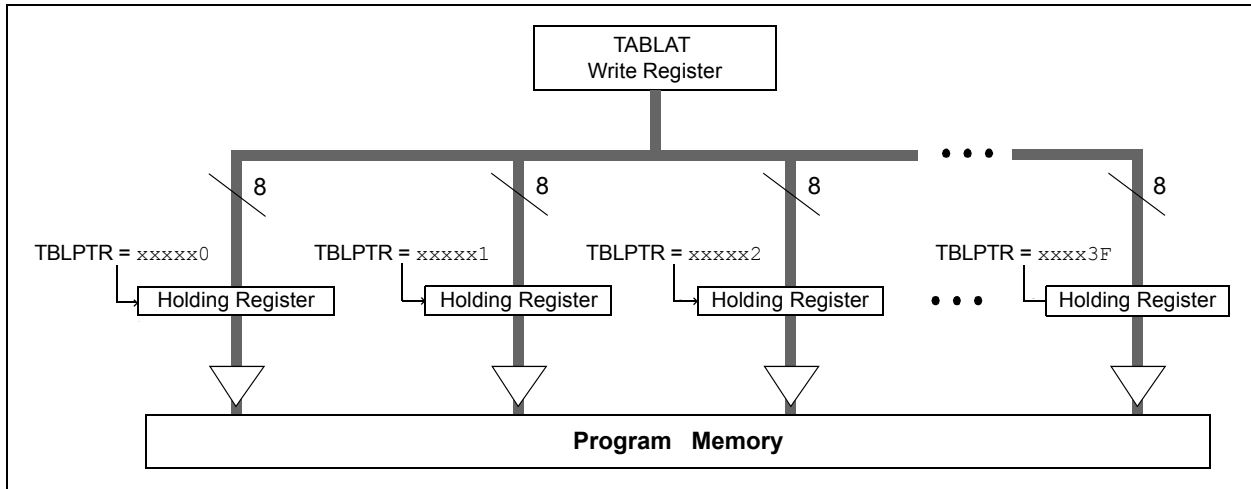 TABLAT
Write Register
• • •
8
8
8
8
TBLPTR = xxxxx0
TBLPTR = xxxxx1
TBLPTR = xxxxx2
TBLPTR = xxxx3F
Holding Register
Holding Register
Holding Register
• • •
Holding Register
Program Memory